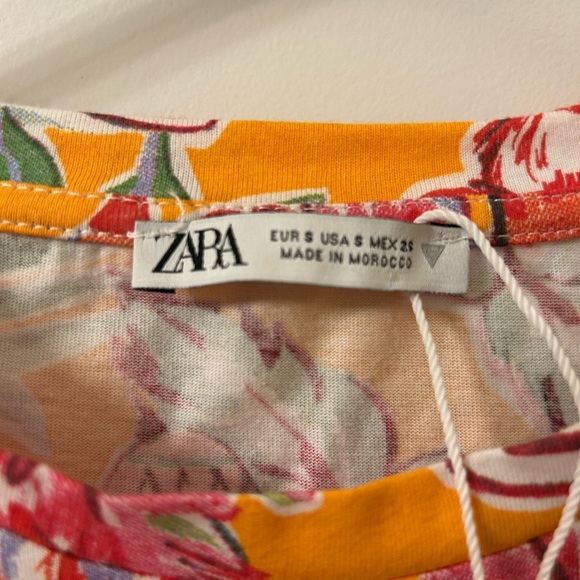 ZARA
EUR S USA S MEX 26
MADE IN MOROCCO